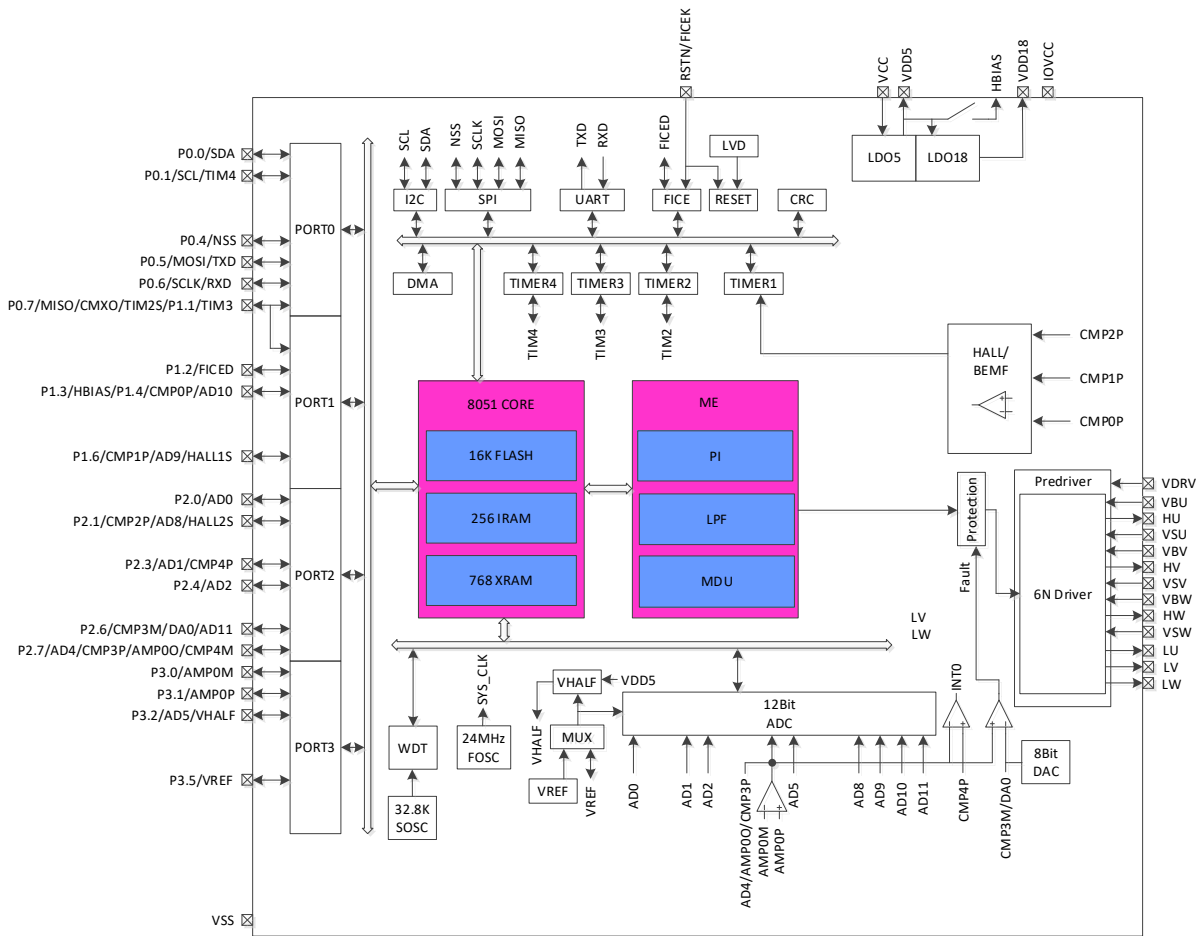 RSTN/FICEK
VCC
VDD5
HBIAS
VDD18
IOVCC
P0.0/SDA
P0.1/SCL/TIM4
P0.4/NSS
P0.5/MOSI/TXD
P0.6/SCLK/RXD
P0.7/MISO/CMXO/TIM2S/P1.1/TIM3
P1.2/FICED
P1.3/HBIAS/P1.4/CMP0P/AD10
P1.6/CMP1P/AD9/HALL1S
P2.0/AD0
P2.1/CMP2P/AD8/HALL2S
P2.3/AD1/CMP4P
P2.4/AD2
P2.6/CMP3M/DA0/AD11
P2.7/AD4/CMP3P/AMP0O/CMP4M
P3.0/AMP0M
P3.1/AMP0P
P3.2/AD5/VHALF
P3.5/VREF
VSS
PORT0
PORT1
PORT2
PORT3
SCL
SDA
NSS
SCLK
MOSI
MISO
TXD
RXD
FICED
LVD
I2C
SPI
UART
FICE
RESET
CRC
LDO5
LDO18
DMA
TIMER4
TIMER3
TIMER2
TIMER1
TIM4
TIM3
TIM2
HALL/
BEMF
CMP2P
CMP1P
CMP0P
8051 CORE
16K FLASH
256 IRAM
768 XRAM
ME
PI
LPF
MDU
Protection
Fault
Predriver
6N Driver
VDRV
VBU
HU
VSU
VBV
HV
VSV
VBW
HW
VSW
LU
LV
LW
LV
LW
WDT
32.8K
SOSC
SYS_CLK
24MHz
FOSC
VHALF
VDD5
VHALF
MUX
VREF
VREF
12Bit
ADC
AD0
AD1
AD2
AD4/AMP0O/CMP3P
AMP0M
AMP0P
AD5
AD8
AD9
AD10
AD11
INT0
CMP4P
CMP3M/DA0
8Bit
DAC